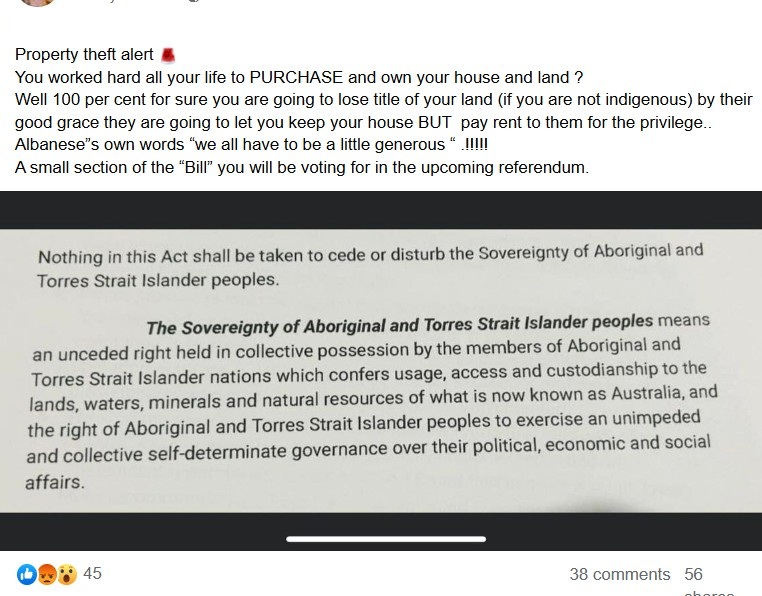 Property theft alert
You worked hard all your life to PURCHASE and own your house and land ?
Well 100 per cent for sure you are going to lose title of your land (if you are not indigenous) by their
good grace they are going to let you keep your house BUT  pay rent to them for the privilege..
Albanese"s own words “we all have to be a little generous “ .!!!!!
A small section of the “Bill” you will be voting for in the upcoming referendum.
Nothing in this Act shall be taken to cede or disturb the Sovereignty of Aboriginal and
Torres Strait Islander peoples.
The Sovereignty of Aboriginal and Torres Strait Islander peoples means
an unceded right held in collective possession by the members of Aboriginal and
Torres Strait Islander nations which confers usage, access and custodianship to the
lands, waters, minerals and natural resources of what is now known as Australia, and
the right of Aboriginal and Torres Strait Islander peoples to exercise an unimpeded
and collective self-determinate governance over their political, economic and social
affairs.
45
38 comments 56